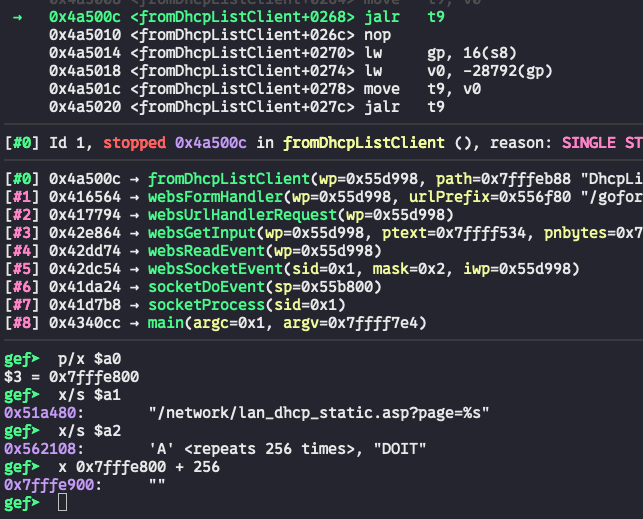 → 0x4a500c <fromDhcpListClient+0268> jalr t9
0x4a5010 <fromDhcpListClient+026c> nop
0x4a5014 <fromDhcpListClient+0270> lw gp, 16(s8)
0x4a5018 <fromDhcpListClient+0274> lw v0, -28792(gp)
0x4a501c <fromDhcpListClient+0278> move t9, v0
0x4a5020 <fromDhcpListClient+027c> jalr t9
[#0] Id 1, stopped 0x4a500c in fromDhcpListClient (), reason: SINGLE ST
[#0] 0x4a500c → fromDhcpListClient(wp=0x55d998, path=0x7fffeb88 "DhcpLi
[#1] 0x416564 → websFormHandler(wp=0x55d998, urlPrefix=0x556f80 "/gofor
[#2] 0x417794 → websUrlHandlerRequest(wp=0x55d998)
[#3] 0x42e864 → websGetInput(wp=0x55d998, ptext=0x7ffff534, pnbytes=0x7
[#4] 0x42dd74 → websReadEvent(wp=0x55d998)
[#5] 0x42dc54 → websSocketEvent(sid=0x1, mask=0x2, iwp=0x55d998)
[#6] 0x41da24 → socketDoEvent(sp=0x55b800)
[#7] 0x41d7b8 → socketProcess(sid=0x1)
[#8] 0x4340cc → main(argc=0x1, argv=0x7ffff7e4)
gef➤ p/x $a0
$3 = 0x7fffe800
gef➤ x/s $a1
0x51a480: "/network/lan_dhcp_static.asp?page=%s"
gef➤ x/s $a2
0x562108: 'A' <repeats 256 times>, "DOIT"
gef➤ x 0x7fffe800 + 256
0x7fffe900: ""
gef➤